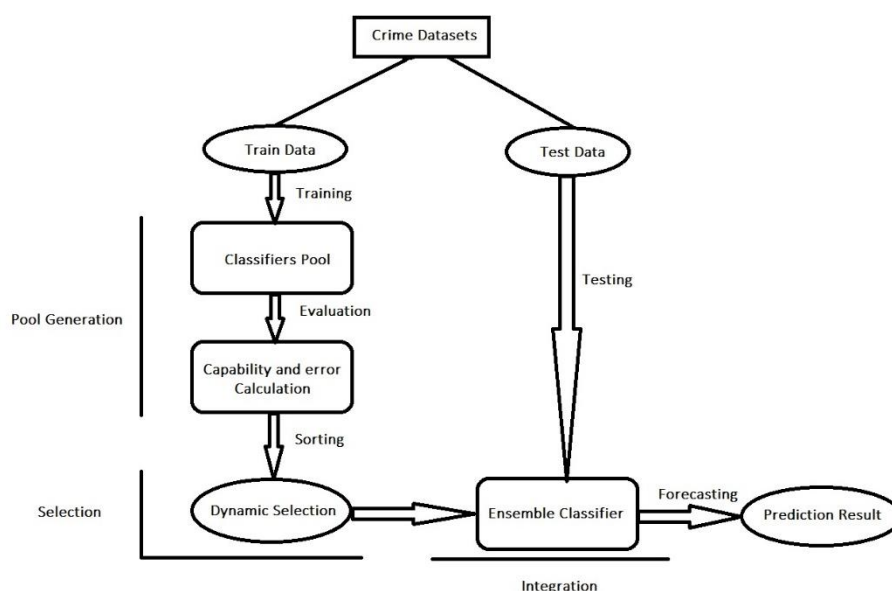 Crime Datasets
Train Data
Test Data
Training
Classifiers Pool
Evaluation
Testing
Pool Generation
Capability and error
Calculation
Sorting
Selection
Dynamic Selection
Ensemble Classifier
Forecasting
Prediction Result
Integration